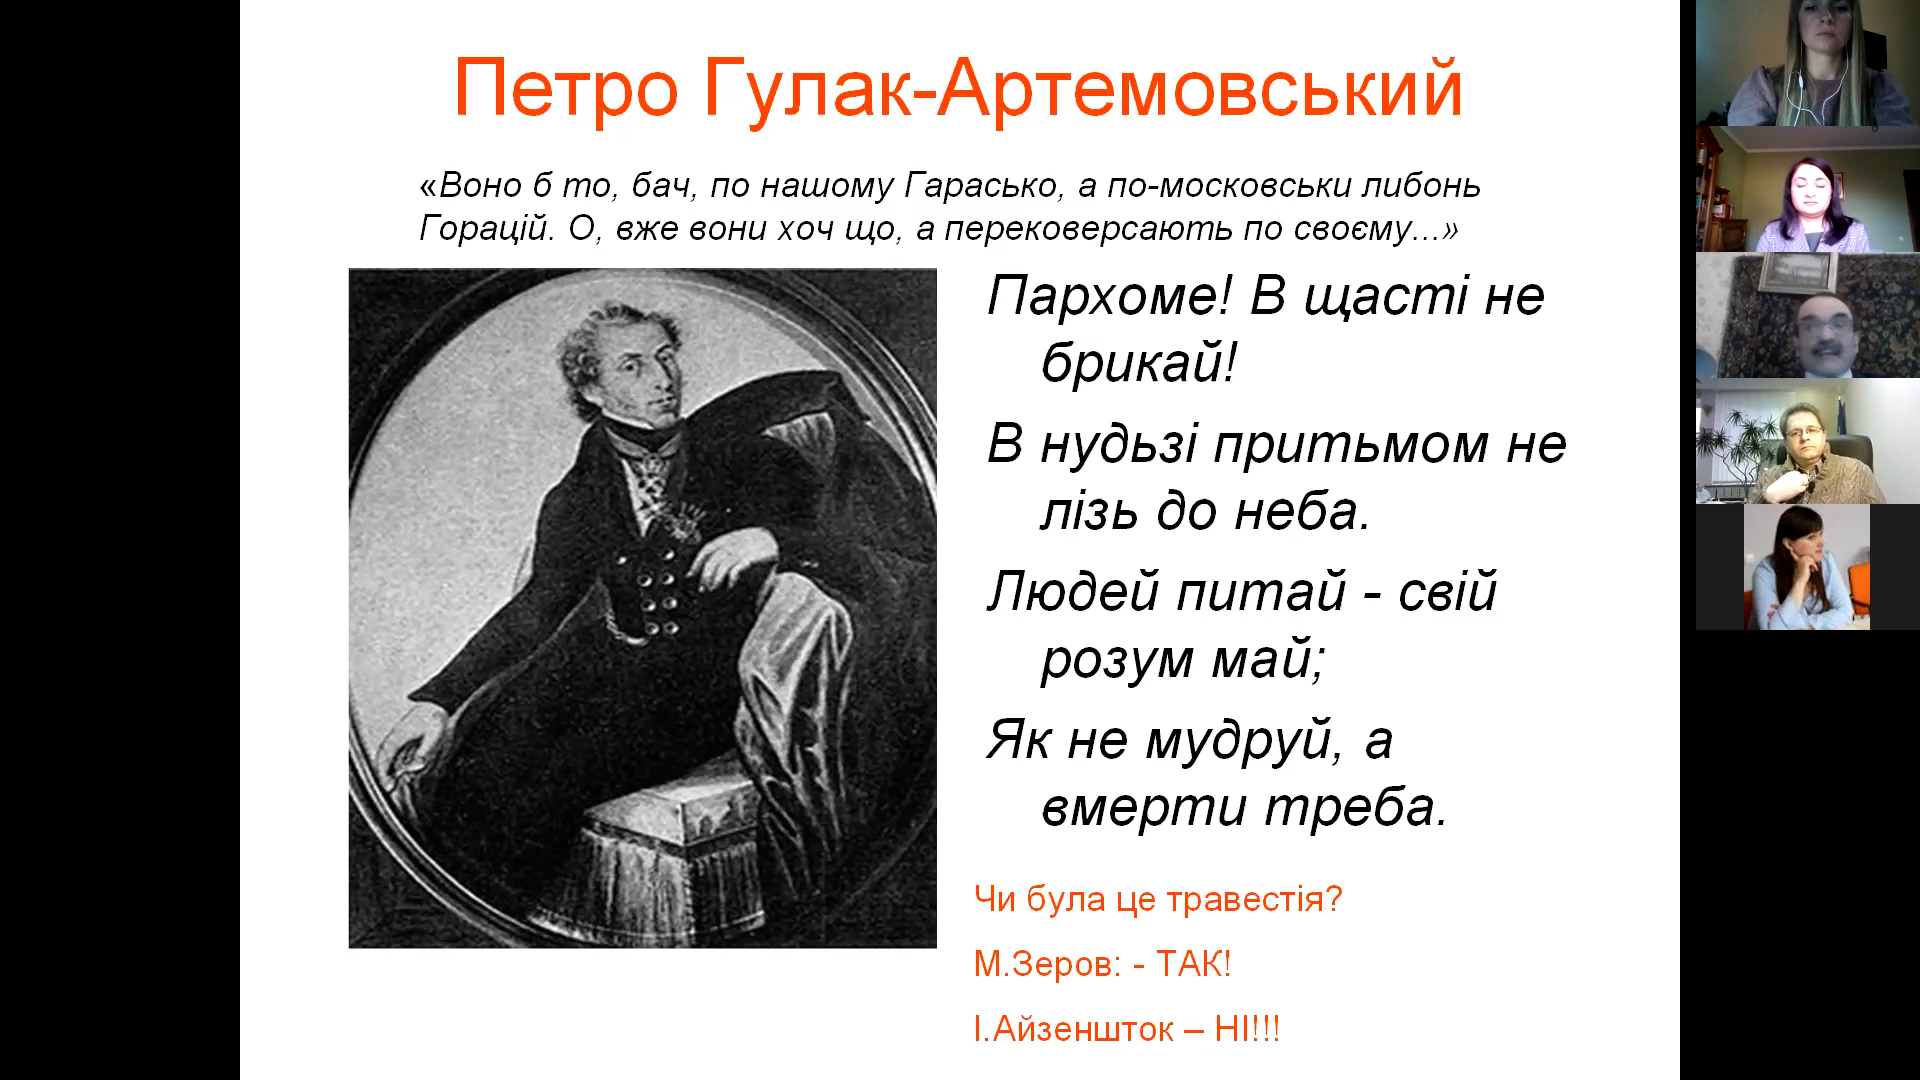 Петро Гулак-Артемовський
«Воно б то, бач, по нашому Гарасько, а по-московськи либонь
Горацій. О, вже вони хоч що, а перековерсають по своєму...»
Пархоме! В щасті не
брикай!
В нудьзі притьмом не
лізь до неба.
Людей питай - свій
розум май;
Як не мудруй, а
вмерти треба.
Чи була це травестія?
М.Зеров: - ТАК!
І.Айзеншток – НІ!!!